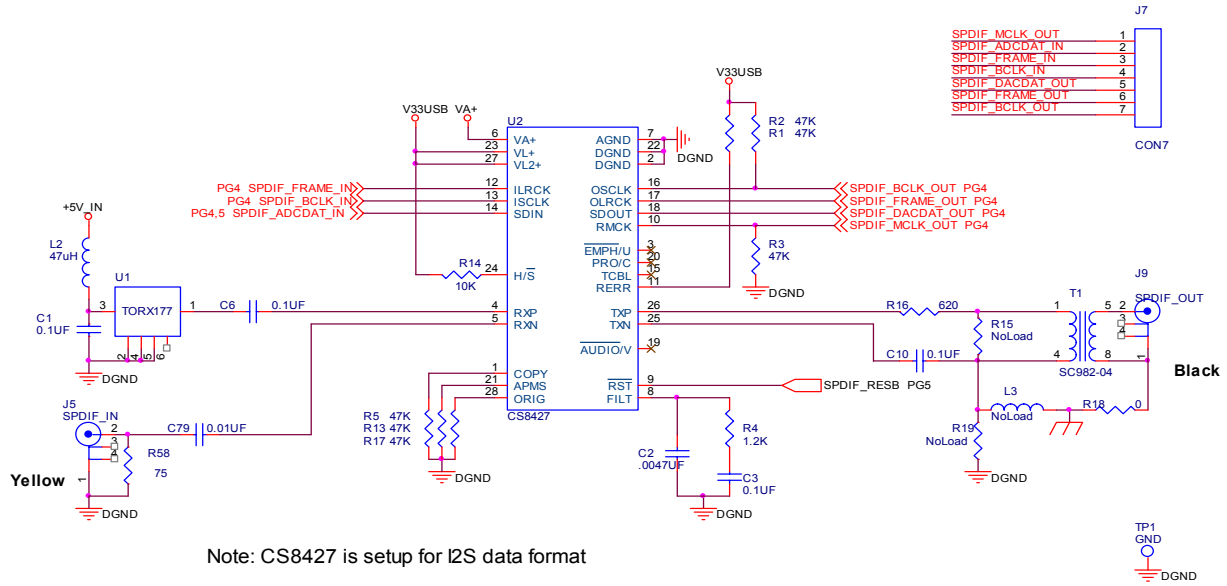 J7
SPDIF_MCLK_OUT 1
SPDIF_ADCDAT_IN 2
SPDIF_FRAME_IN 3
SPDIF_BCLK_IN 4
SPDIF_DACDAT_OUT 5
SPDIF_FRAME_OUT 6
SPDIF_BCLK_OUT 7
CON7
V33USB
V33USB VA+
U2
R2 47K
R1 47K
6 VA+ AGND 7
23 VL+ DGND 22
27 VL2+ DGND 2
DGND
PG4 SPDIF_FRAME_IN 12 ILRCK OSCLK 16 SPDIF_BCLK_OUT PG4
PG4 SPDIF_BCLK_IN 13 ISCLK OLRCK 17 SPDIF_FRAME_OUT PG4
PG4,5 SPDIF_ADCDAT_IN 14 SDIN SDOUT 18 SPDIF_DACDAT_OUT PG4
RMCK 10 SPDIF_MCLK_OUT PG4
+5V_IN
L2
47uH
R3
47K
DGND
EMPH/U 3
PRO/C 20
TCBL 15
RERR 11
R14
10K
24 H/S
U1
TORX177
3 1
2 4 5 6
C1
0.1UF
DGND
C6 0.1UF
4 RXP TXP 26
5 RXN TXN 25
R16 620
R15
NoLoad
C10 0.1UF
T1
1 5
4 8
SC982-04
J9
SPDIF_OUT
2
3
4
1
Black
AUDIO/V 19
1 COPY
21 APMS
28 ORIG
RST 9 SPDIF_RESB PG5
FILT 8
CS8427
R5 47K
R13 47K
R17 47K
DGND
J5
SPDIF_IN
2
3
4
1
Yellow
C79 0.01UF
R58
75
DGND
R4
1.2K
C2
.0047UF
C3
0.1UF
DGND
L3
NoLoad
R18 0
R19
NoLoad
DGND
TP1
GND
DGND
Note: CS8427 is setup for I2S data format